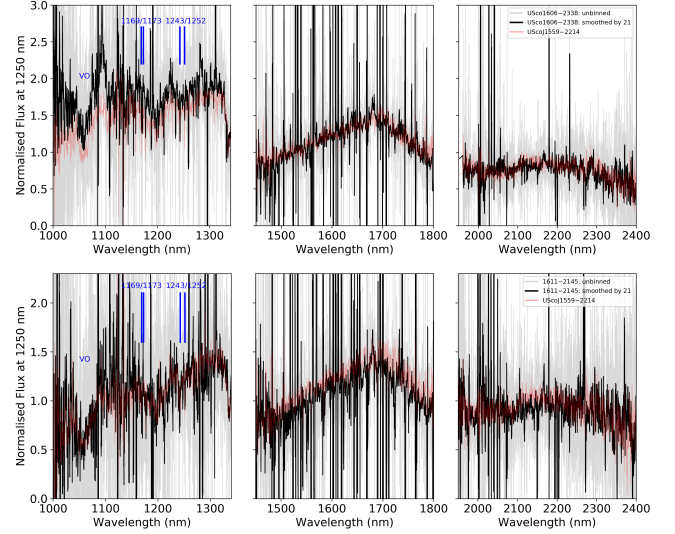 3.0
2.5
2.0
1.5
1.0
0.5
0.0
Normalised Flux at 1250 nm
1169/1173 1243/1252
VO
USco1606−2338: unbinned
USco1606−2338: smoothed by 21
UScoJ1559−2214
1000 1100 1200 1300
1500 1600 1700 1800
2000 2100 2200 2300 2400
Wavelength (nm) Wavelength (nm) Wavelength (nm)
2.0
1.5
1.0
0.5
0.0
Normalised Flux at 1250 nm
1169/1173 1243/1252
VO
1611−2145: unbinned
1611−2145: smoothed by 21
UScoJ1559−2214
1000 1100 1200 1300
1500 1600 1700 1800
2000 2100 2200 2300 2400
Wavelength (nm) Wavelength (nm) Wavelength (nm)